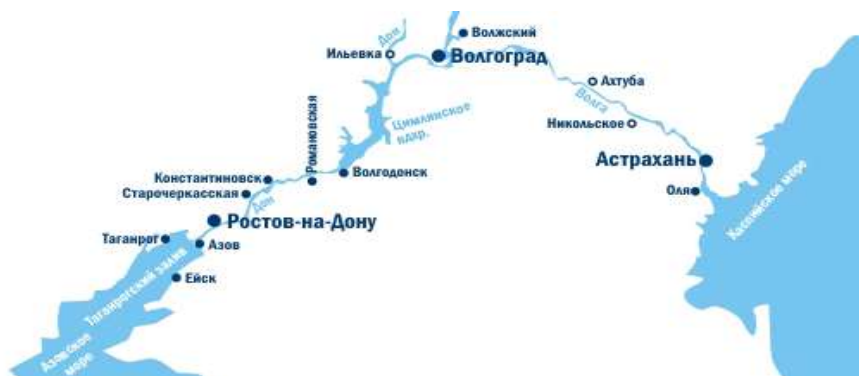 Дон
Волжский
Ильевка
Волгоград
Ахтуба
Волга
Цимлянское
вдхр.
Никольское
Романовская
Астрахань
Волгодонск
Константиновск
Старочеркасская
Оля
Дон
Каспийское море
Ростов-на-Дону
Таганрог
Азов
Таганрогский залив
Ейск
Азовское
море